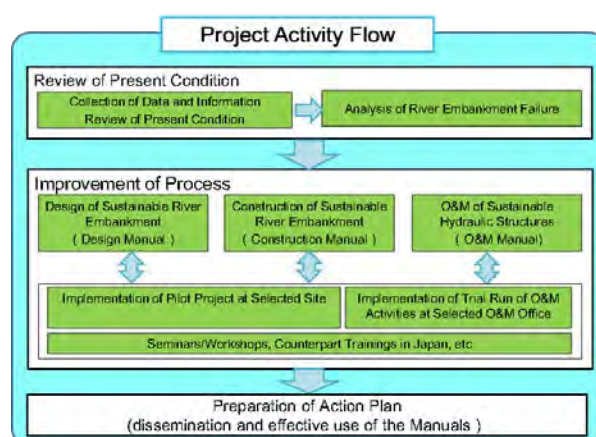 Project Activity Flow
Review of Present Condition
Collection of Data and Information
Review of Present Condition
Analysis of River Embankment Failure
Improvement of Process
Design of Sustainable River
Embankment
( Design Manual )
Construction of Sustainable
River Embankment
( Construction Manual )
O&M of Sustainable
Hydraulic Structures
( O&M Manual)
Implementation of Pilot Project at Selected Site
Implementation of Trial Run of O&M
Activities at Selected O&M Office
Seminars/Workshops, Counterpart Trainings in Japan, etc
Preparation of Action Plan
(dissemination and effective use of the Manuals )